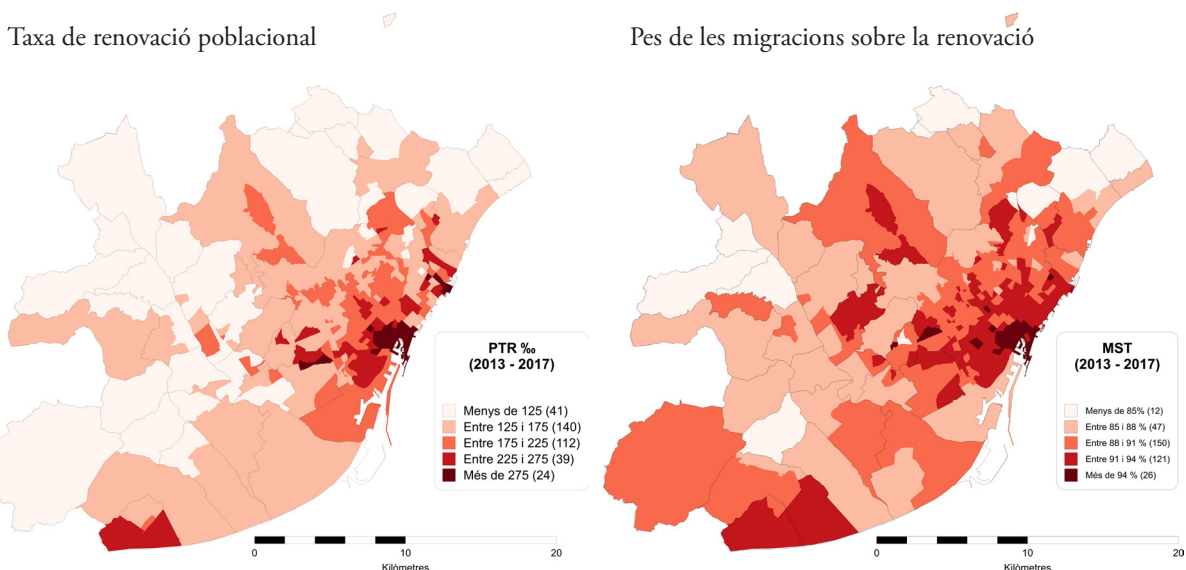 Taxa de renovació poblacional
PTR ‰
(2013 - 2017)
Menys de 125 (41)
Entre 125 i 175 (140)
Entre 175 i 225 (112)
Entre 225 i 275 (39)
Més de 275 (24)
0 10 20
Kilòmetres
Pes de les migracions sobre la renovació
MST
(2013 - 2017)
Menys de 85% (12)
Entre 85 i 88 % (47)
Entre 88 i 91 % (150)
Entre 91 i 94 % (121)
Més de 94 % (26)
0 10 20
Kilòmetres